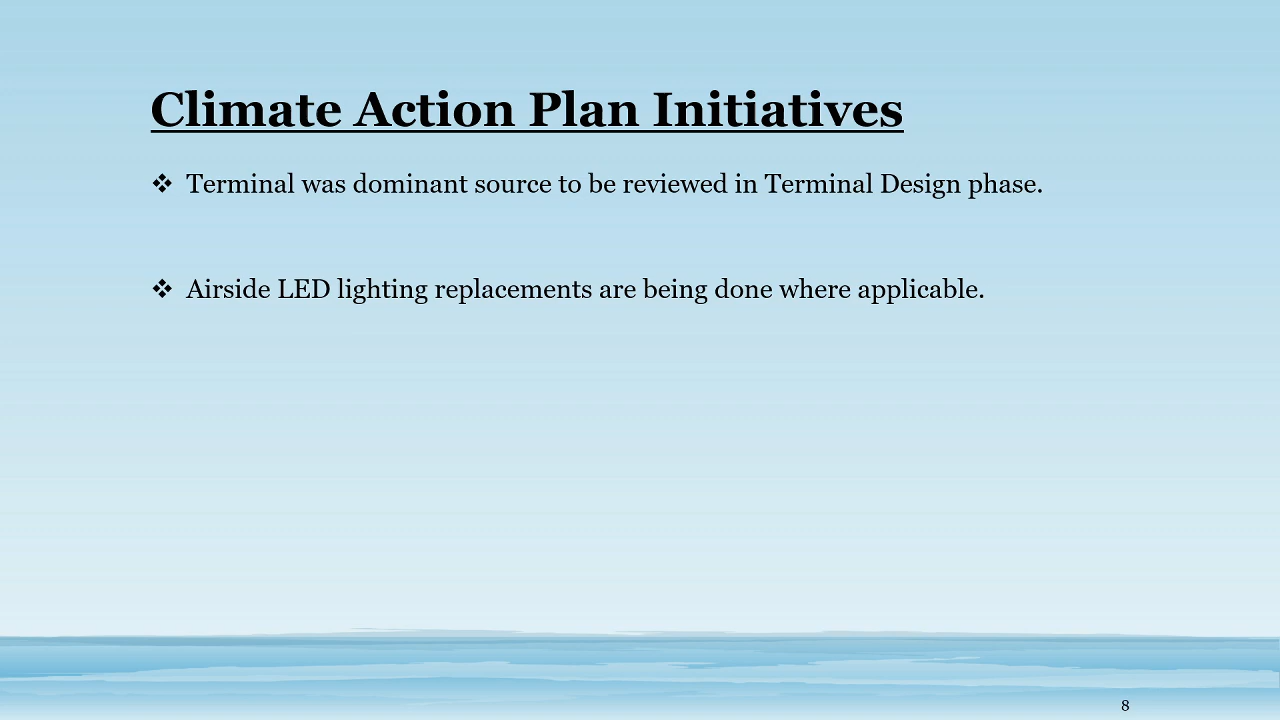 Climate Action Plan Initiatives
❖ Terminal was dominant source to be reviewed in Terminal Design phase.
❖ Airside LED lighting replacements are being done where applicable.
8